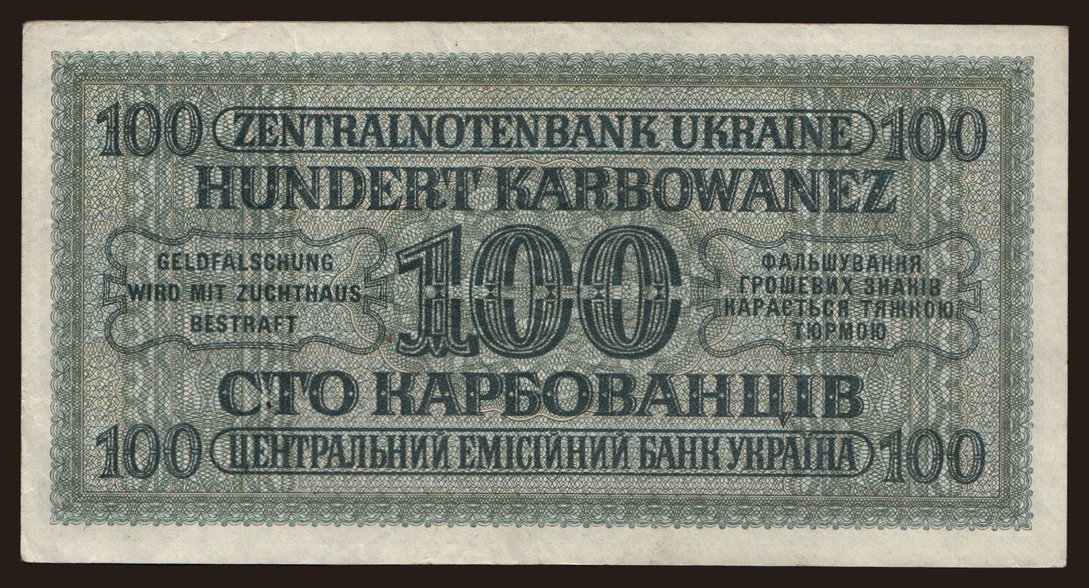 100 ZENTRALNOTENBANK UKRAINE 100
HUNDERT KARBOWANEZ
GELDFÄLSCHUNG
WIRD MIT ZUCHTHAUS
BESTRAFT
100
ФАЛЬШУВАННЯ
ГРОШЕВИХ ЗНАКІВ
КАРАЄТЬСЯ ТЯЖКОЮ
ТЮРМОЮ
СТО КАРБОВАНЦІВ
100 ЦЕНТРАЛЬНИЙ ЕМІСІЙНИЙ БАНК УКРАЇНА 100